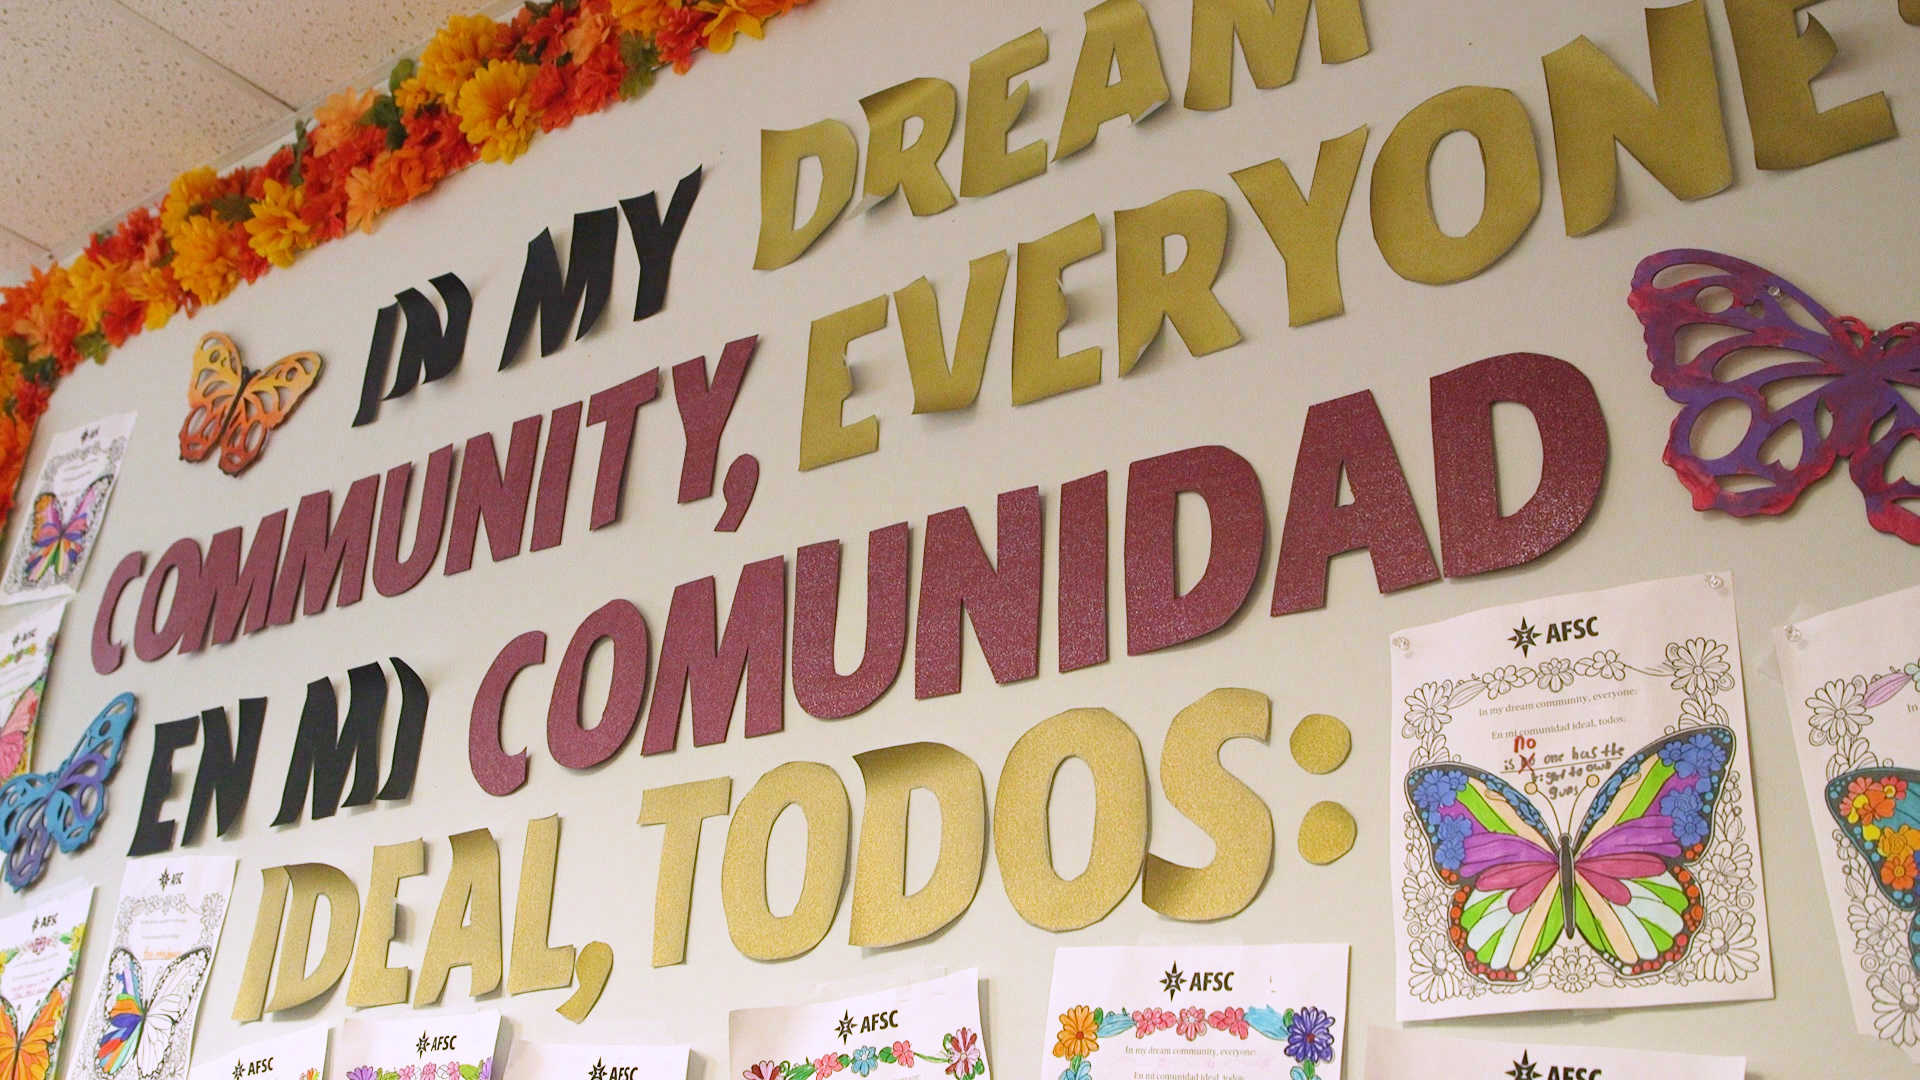 IN MY DREAM
COMMUNITY, EVERYONE
EN MI COMUNIDAD
IDEAL, TODOS:
AFSC
In my dream community, everyone:
En mi comunidad ideal, todos:
no
is one has the
right to own
guns
In
AFSC
AFSC
AFSC
AFSC
AFSC
AFSC
AFSC
In my dream community, everyone:
En mi comunidad ideal, todos:
AFSC